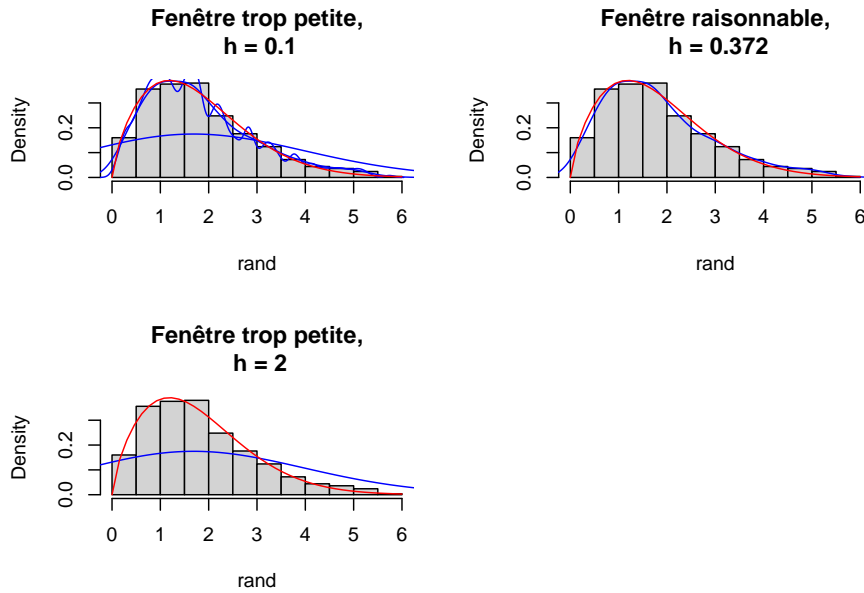 Fenêtre trop petite,
h = 0.1
Density
0.0 0.2
0 1 2 3 4 5 6
rand
Fenêtre raisonnable,
h = 0.372
Density
0.0 0.2
0 1 2 3 4 5 6
rand
Fenêtre trop petite,
h = 2
Density
0.0 0.2
0 1 2 3 4 5 6
rand